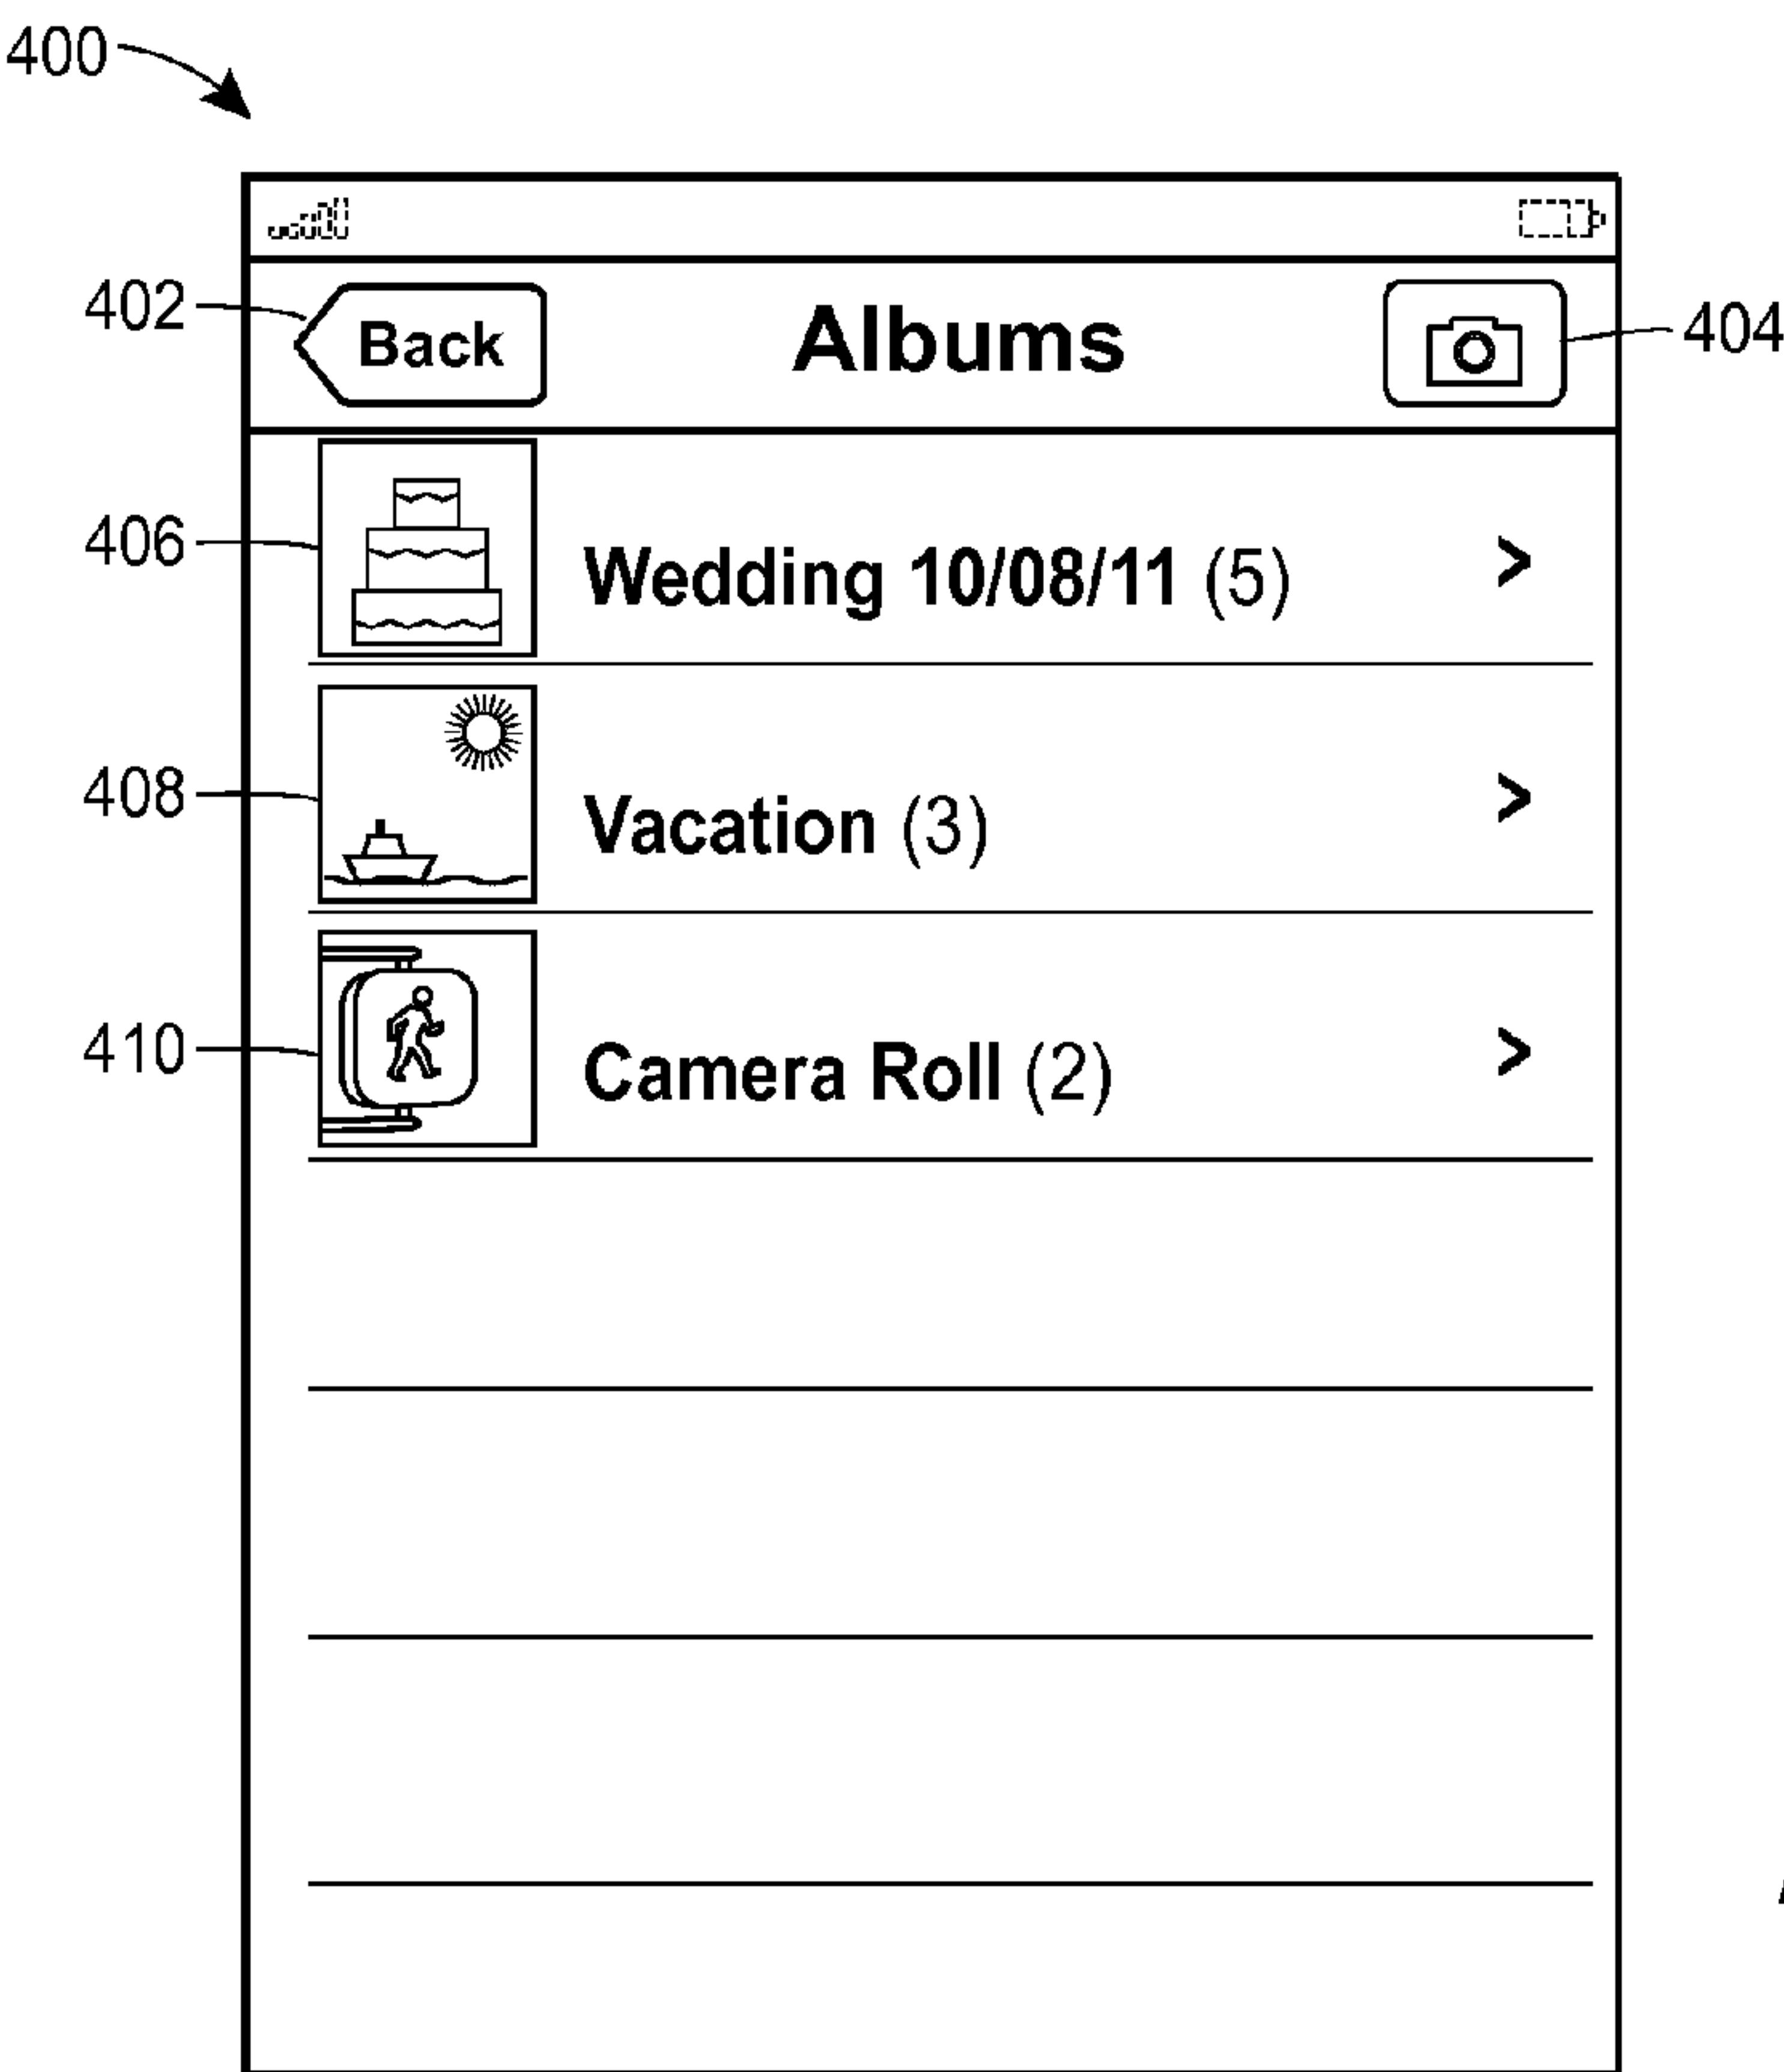 400
402
Back
Albums
404
406
Wedding 10/08/11 (5) >
408
Vacation (3) >
410
Camera Roll (2) >